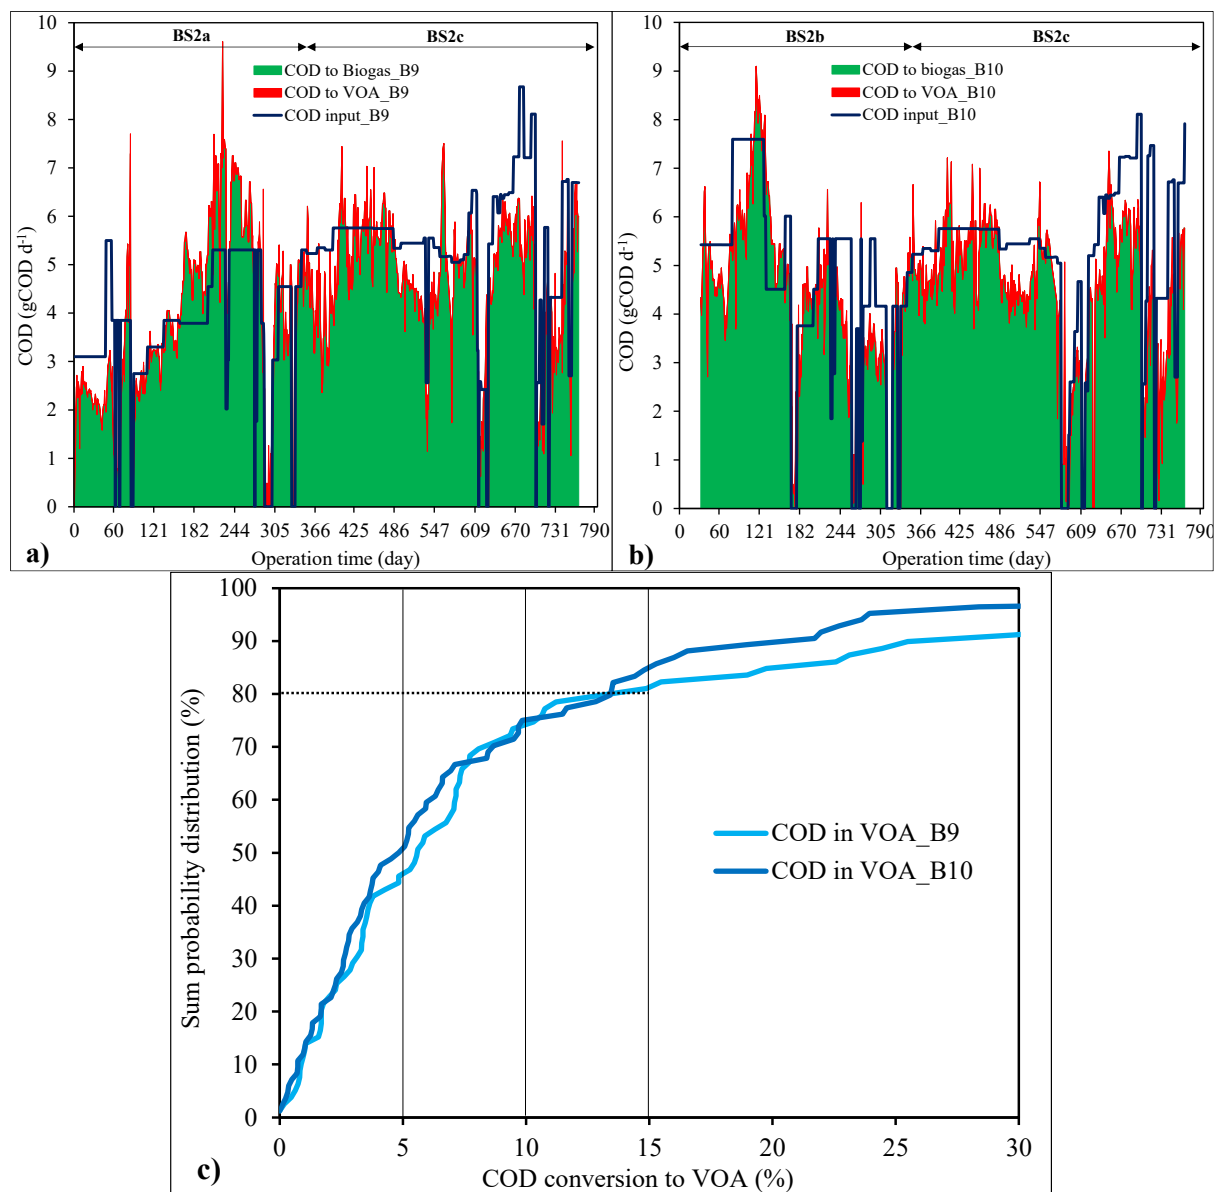 BS2a
BS2c
COD to Biogas_B9
COD to VOA_B9
COD input_B9
COD (gCOD d-1)
10
9
8
7
6
5
4
3
2
1
0
0 60 121 182 244 305 366 425 486 547 609 670 731 790
Operation time (day)
a)
BS2b
BS2c
COD to biogas_B10
COD to VOA_B10
COD input_B10
COD (gCOD d-1)
10
9
8
7
6
5
4
3
2
1
0
0 60 121 182 244 305 366 425 486 547 609 670 731 790
Operation time (day)
b)
Sum probability distribution (%)
100
90
80
70
60
50
40
30
20
10
0
COD in VOA_B9
COD in VOA_B10
0 5 10 15 20 25 30
COD conversion to VOA (%)
c)